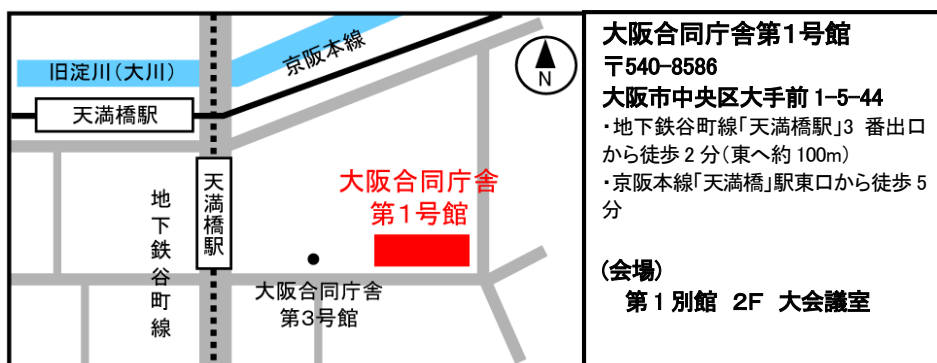 旧淀川(大川)
京阪本線
天満橋駅
N
地下鉄谷町線
天満橋駅
大阪合同庁舎
第1号館
大阪合同庁舎
第3号館
大阪合同庁舎第1号館
〒540-8586
大阪市中央区大手前 1-5-44
・地下鉄谷町線「天満橋駅」3 番出口
から徒歩 2 分(東へ約 100m)
・京阪本線「天満橋」駅東口から徒歩 5
分
(会場)
第 1 別館 2F 大会議室